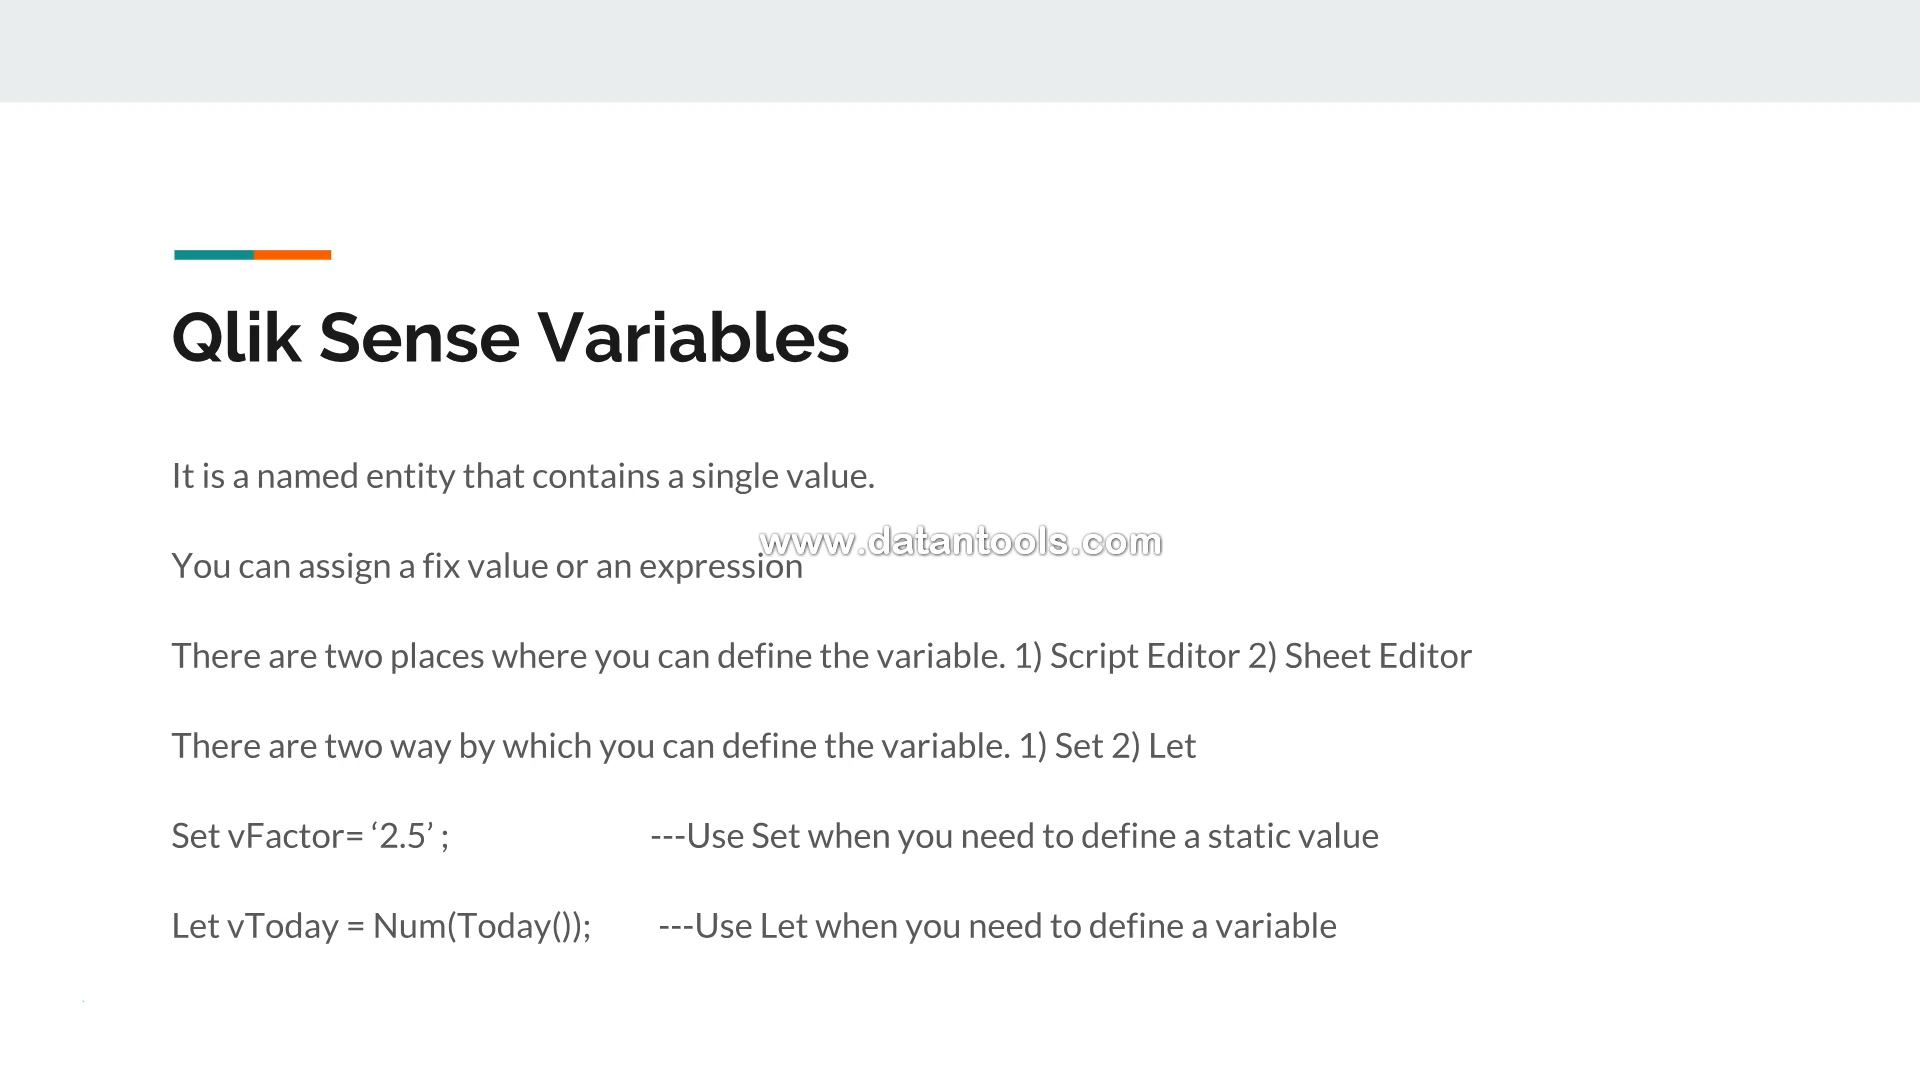 Qlik Sense Variables
It is a named entity that contains a single value.
www.datantools.com
You can assign a fix value or an expression
There are two places where you can define the variable. 1) Script Editor 2) Sheet Editor
There are two way by which you can define the variable. 1) Set 2) Let
Set vFactor= ‘2.5’ ; ---Use Set when you need to define a static value
Let vToday = Num(Today()); ---Use Let when you need to define a variable